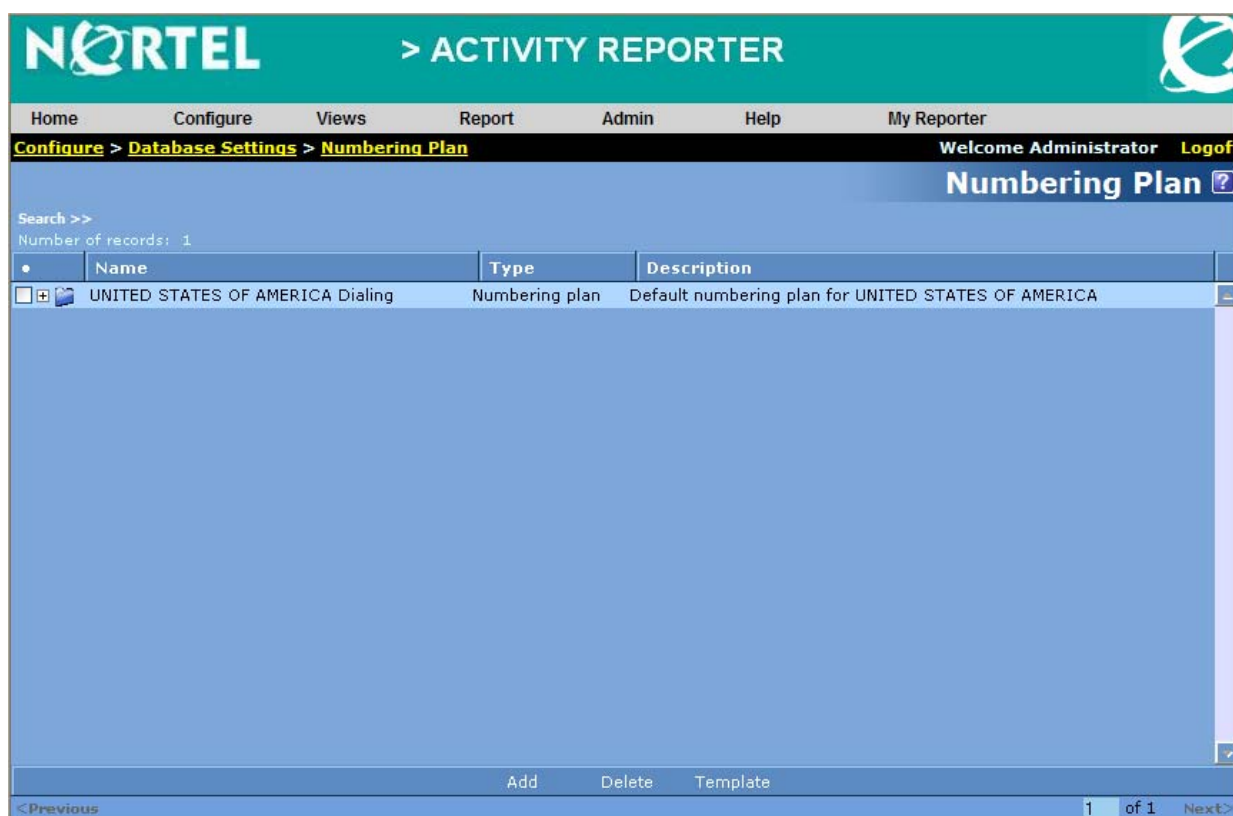 NORTEL > ACTIVITY REPORTER
Home Configure Views Report Admin Help My Reporter
Configure > Database Settings > Numbering Plan Welcome Administrator Logof
Numbering Plan ?
Search >>
Number of records: 1
• Name Type Description
UNITED STATES OF AMERICA Dialing Numbering plan Default numbering plan for UNITED STATES OF AMERICA
Add Delete Template
<Previous 1 of 1 Next>